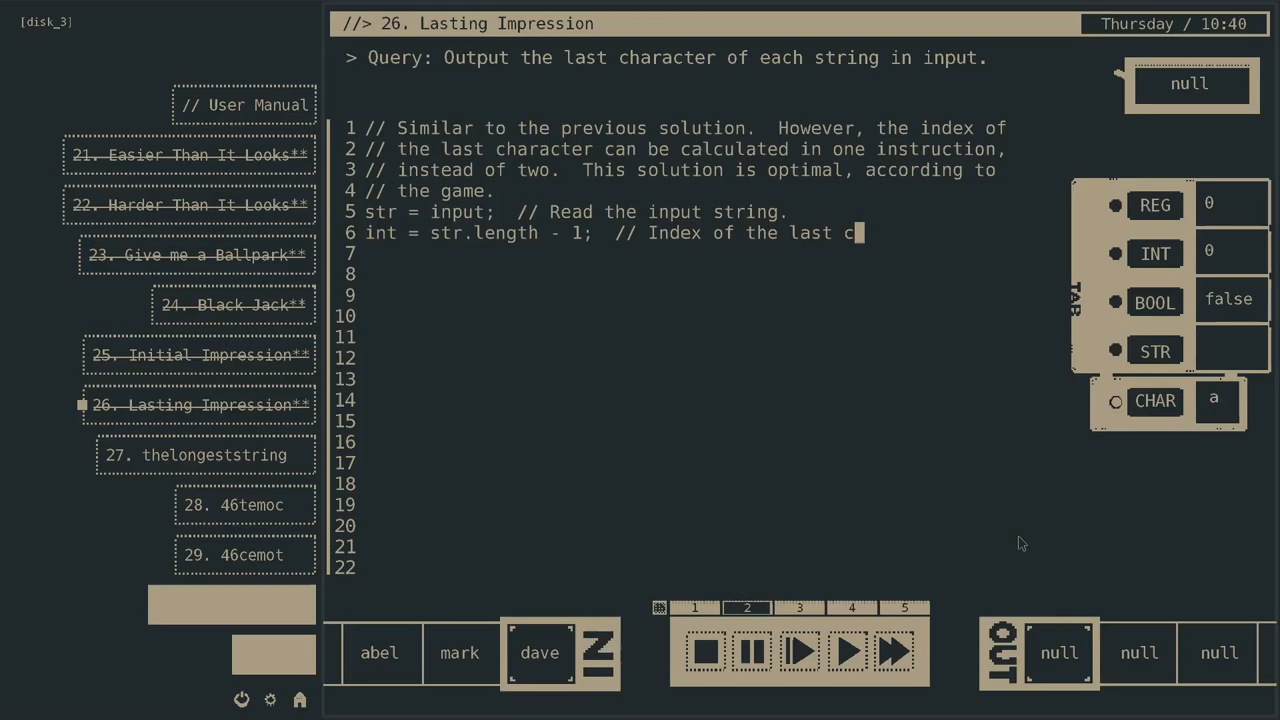 [disk_3]
//> 26. Lasting Impression
Thursday / 10:40
> Query: Output the last character of each string in input.
null
// User Manual
21. Easier Than It Looks**
22. Harder Than It Looks**
23. Give me a Ballpark**
24. Black Jack**
25. Initial Impression**
26. Lasting Impression**
27. thelongeststring
28. 46temoc
29. 46cemot
1 // Similar to the previous solution.  However, the index of
2 // the last character can be calculated in one instruction,
3 // instead of two.  This solution is optimal, according to
4 // the game.
5 str = input;  // Read the input string.
6 int = str.length - 1;  // Index of the last c
7
8
9
10
11
12
13
14
15
16
17
18
19
20
21
22
TAP
REG 0
INT 0
BOOL false
STR
CHAR a
abel mark dave IN
1 2 3 4 5
OUT null null null